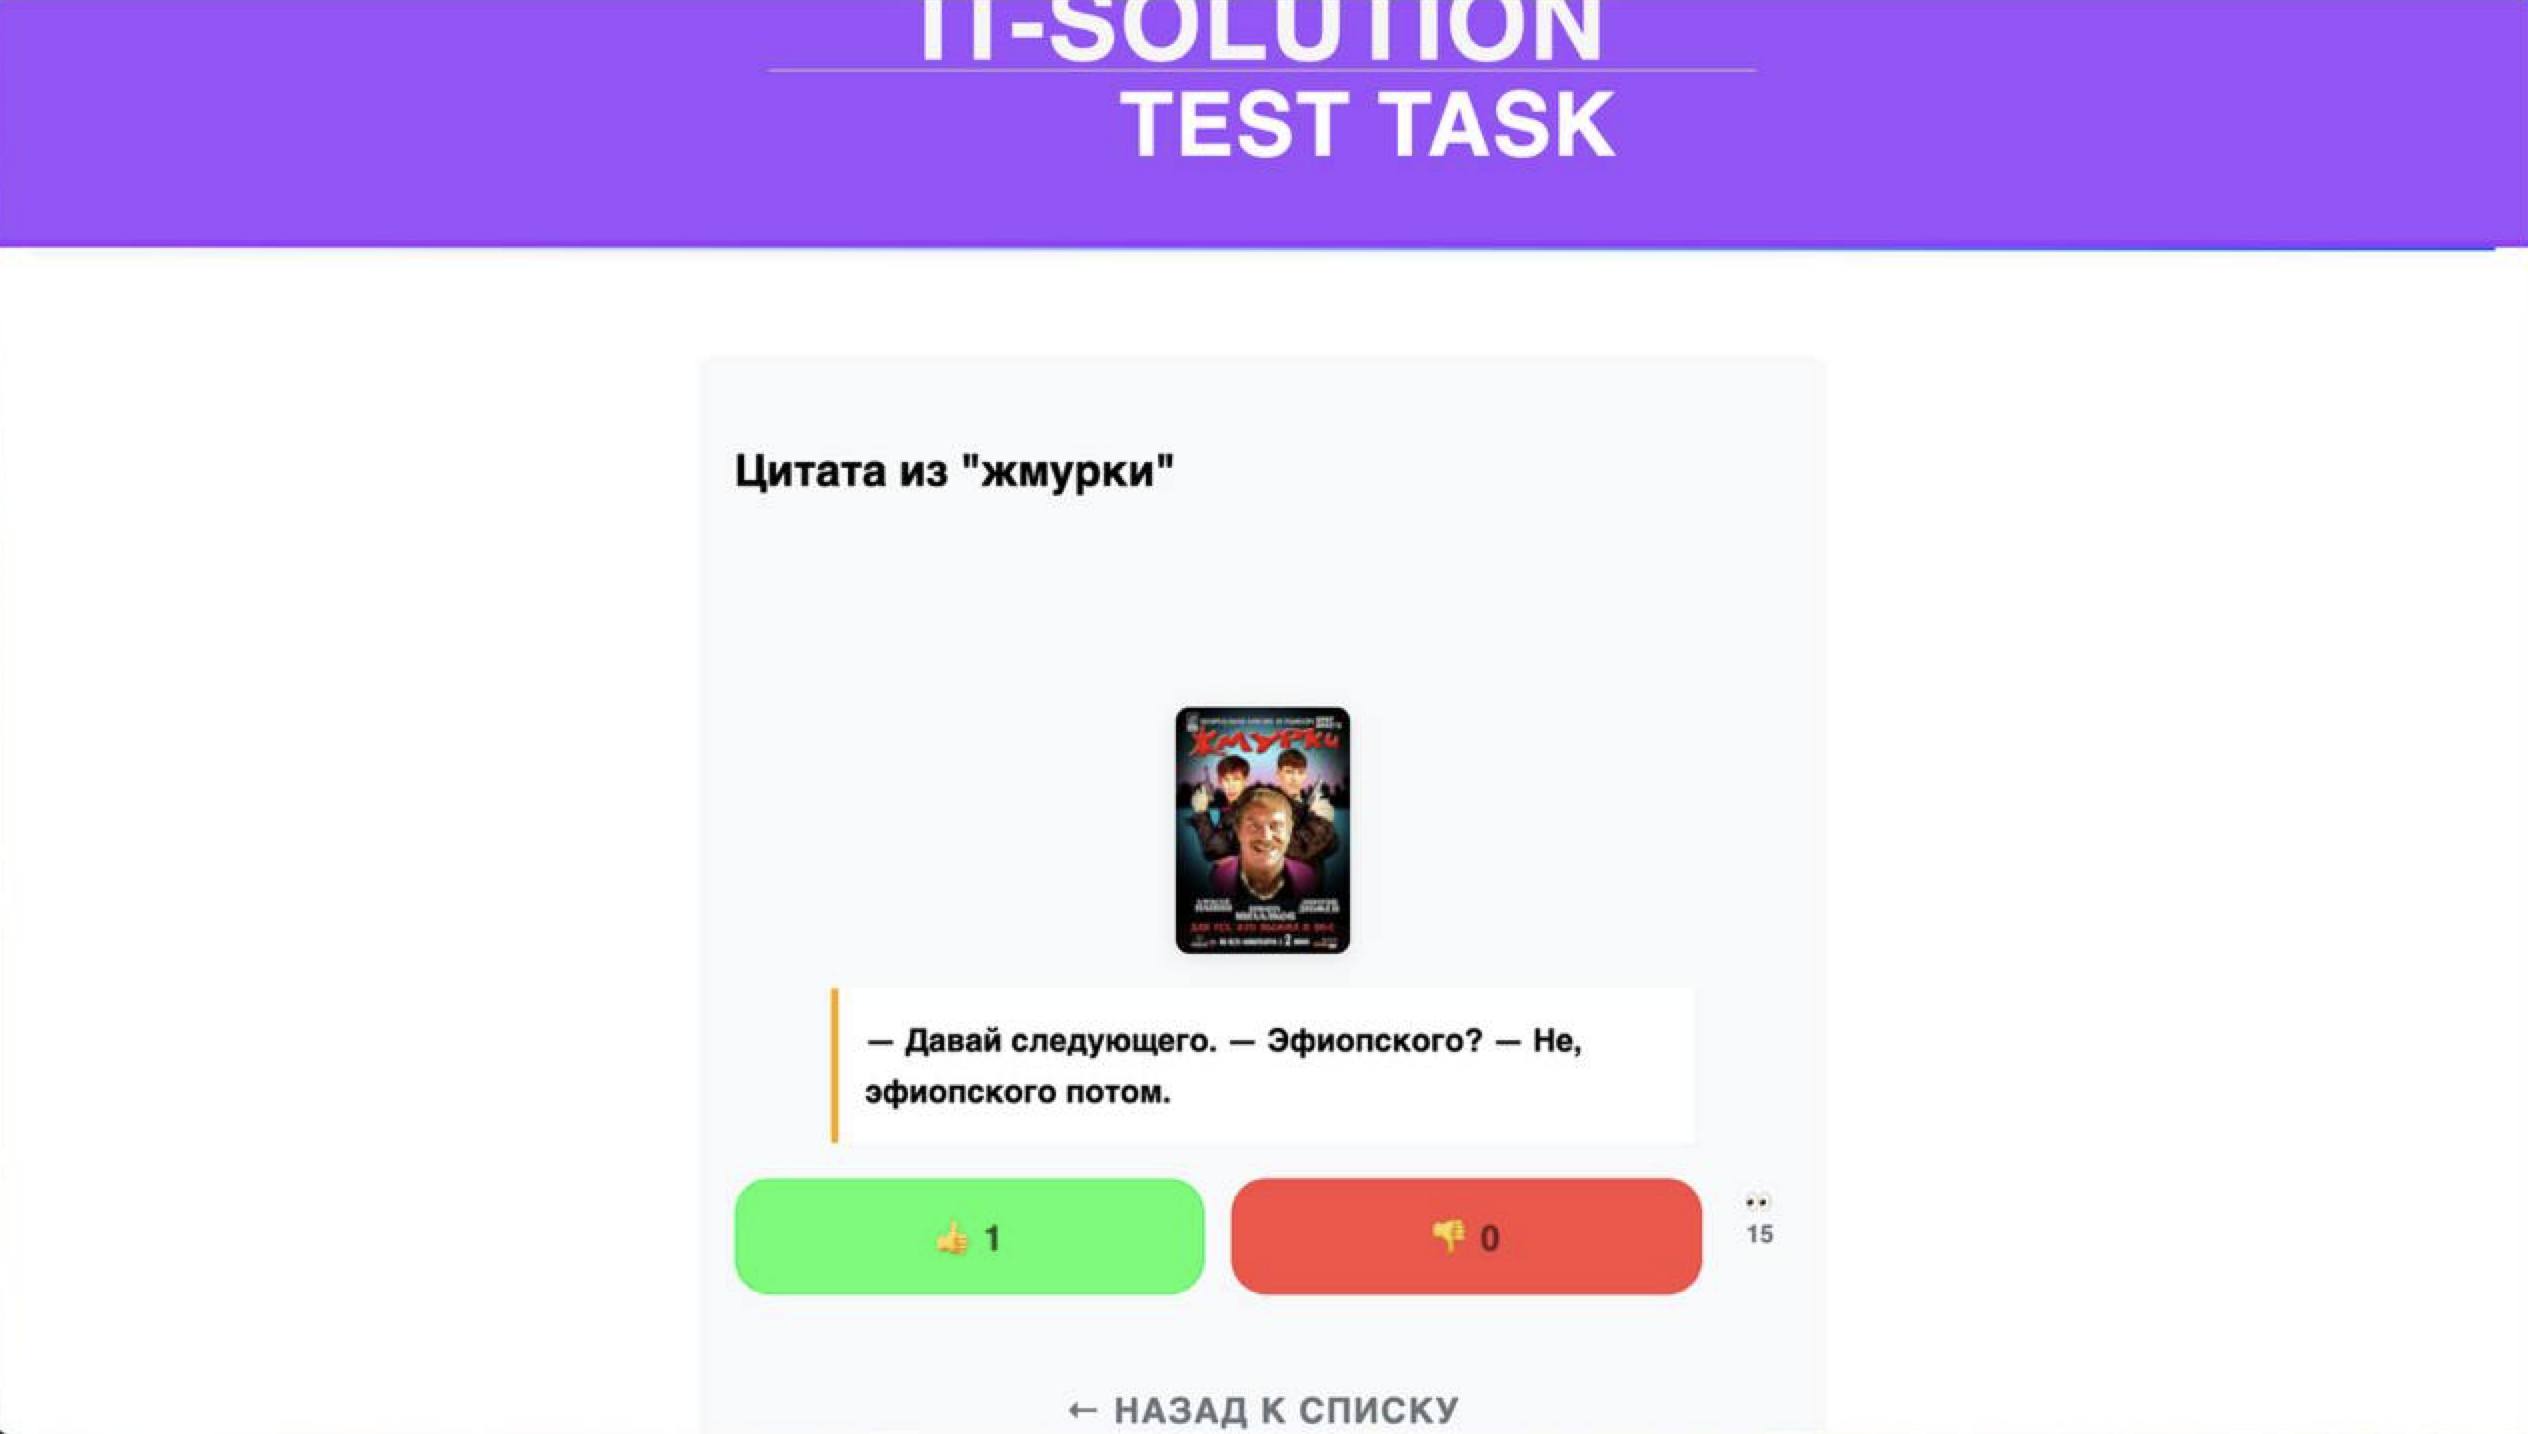 IT-SOLUTION
TEST TASK
Цитата из "жмурки"
ЖМУРКИ
МИХАЛКОВ
— Давай следующего. — Эфиопского? — Не,
эфиопского потом.
👍 1
👎 0
👀
15
← НАЗАД К СПИСКУ